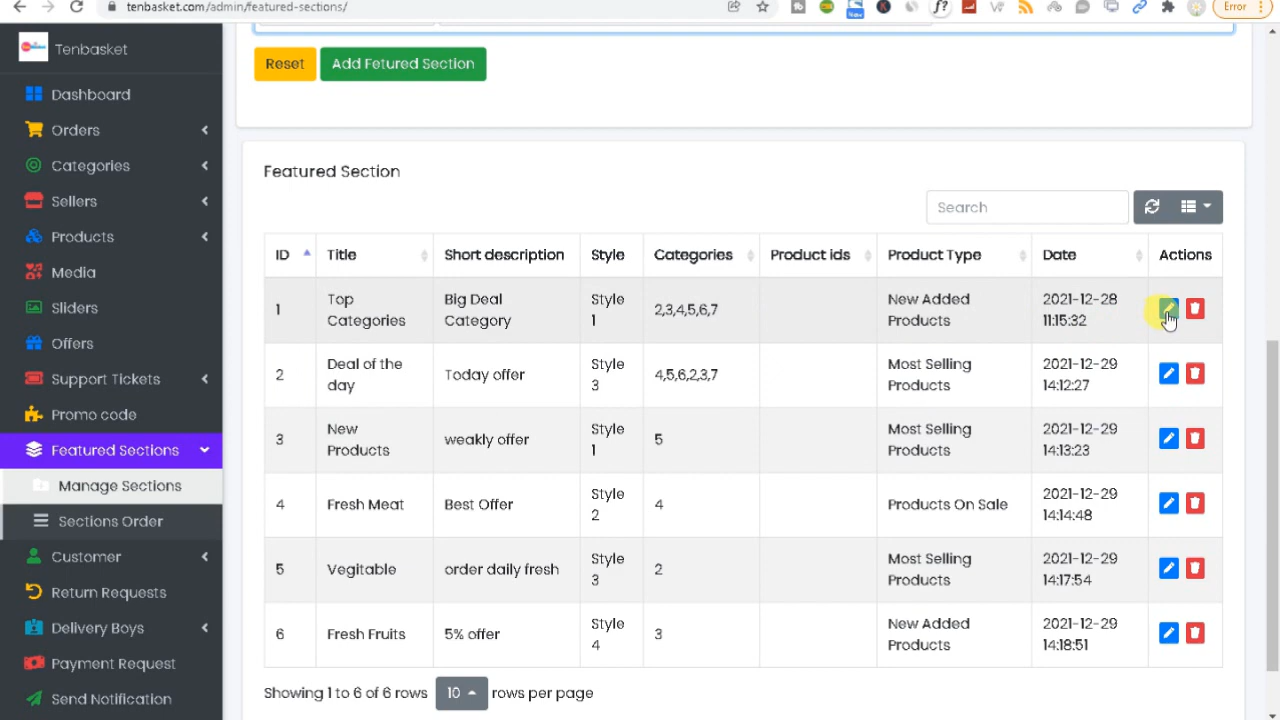 tenbasket.com/admin/featured-sections/
Error
New
Tenbasket
Dashboard
Orders
Categories
Sellers
Products
Media
Sliders
Offers
Support Tickets
Promo code
Featured Sections
Manage Sections
Sections Order
Customer
Return Requests
Delivery Boys
Payment Request
Send Notification
Reset
Add Fetured Section
Featured Section
Search
ID Title Short description Style Categories Product ids Product Type Date Actions
1 Top Categories Big Deal Category Style 1 2,3,4,5,6,7 New Added Products 2021-12-28 11:15:32
2 Deal of the day Today offer Style 3 4,5,6,2,3,7 Most Selling Products 2021-12-29 14:12:27
3 New Products weakly offer Style 1 5 Most Selling Products 2021-12-29 14:13:23
4 Fresh Meat Best Offer Style 2 4 Products On Sale 2021-12-29 14:14:48
5 Vegitable order daily fresh Style 3 2 Most Selling Products 2021-12-29 14:17:54
6 Fresh Fruits 5% offer Style 4 3 New Added Products 2021-12-29 14:18:51
Showing 1 to 6 of 6 rows 10 rows per page